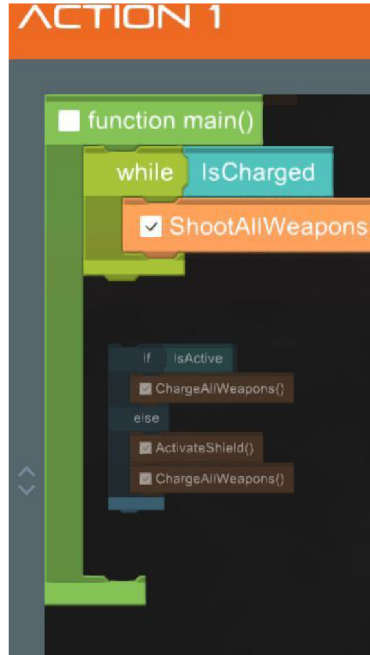 ACTION 1
function main()
while IsCharged
ShootAllWeapons
if IsActive
ChargeAllWeapons()
else
ActivateShield()
ChargeAllWeapons()